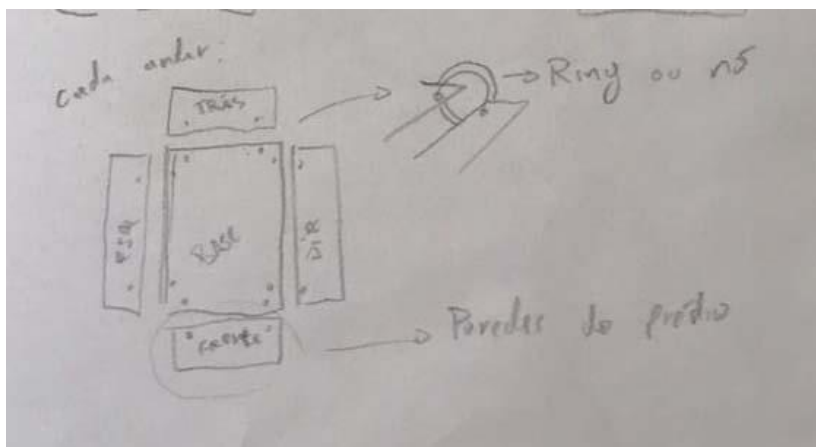 cada andar:
TRÁS
Ring ou nó
ESQ
BASE
DIR
FRENTE
Paredes do prédio